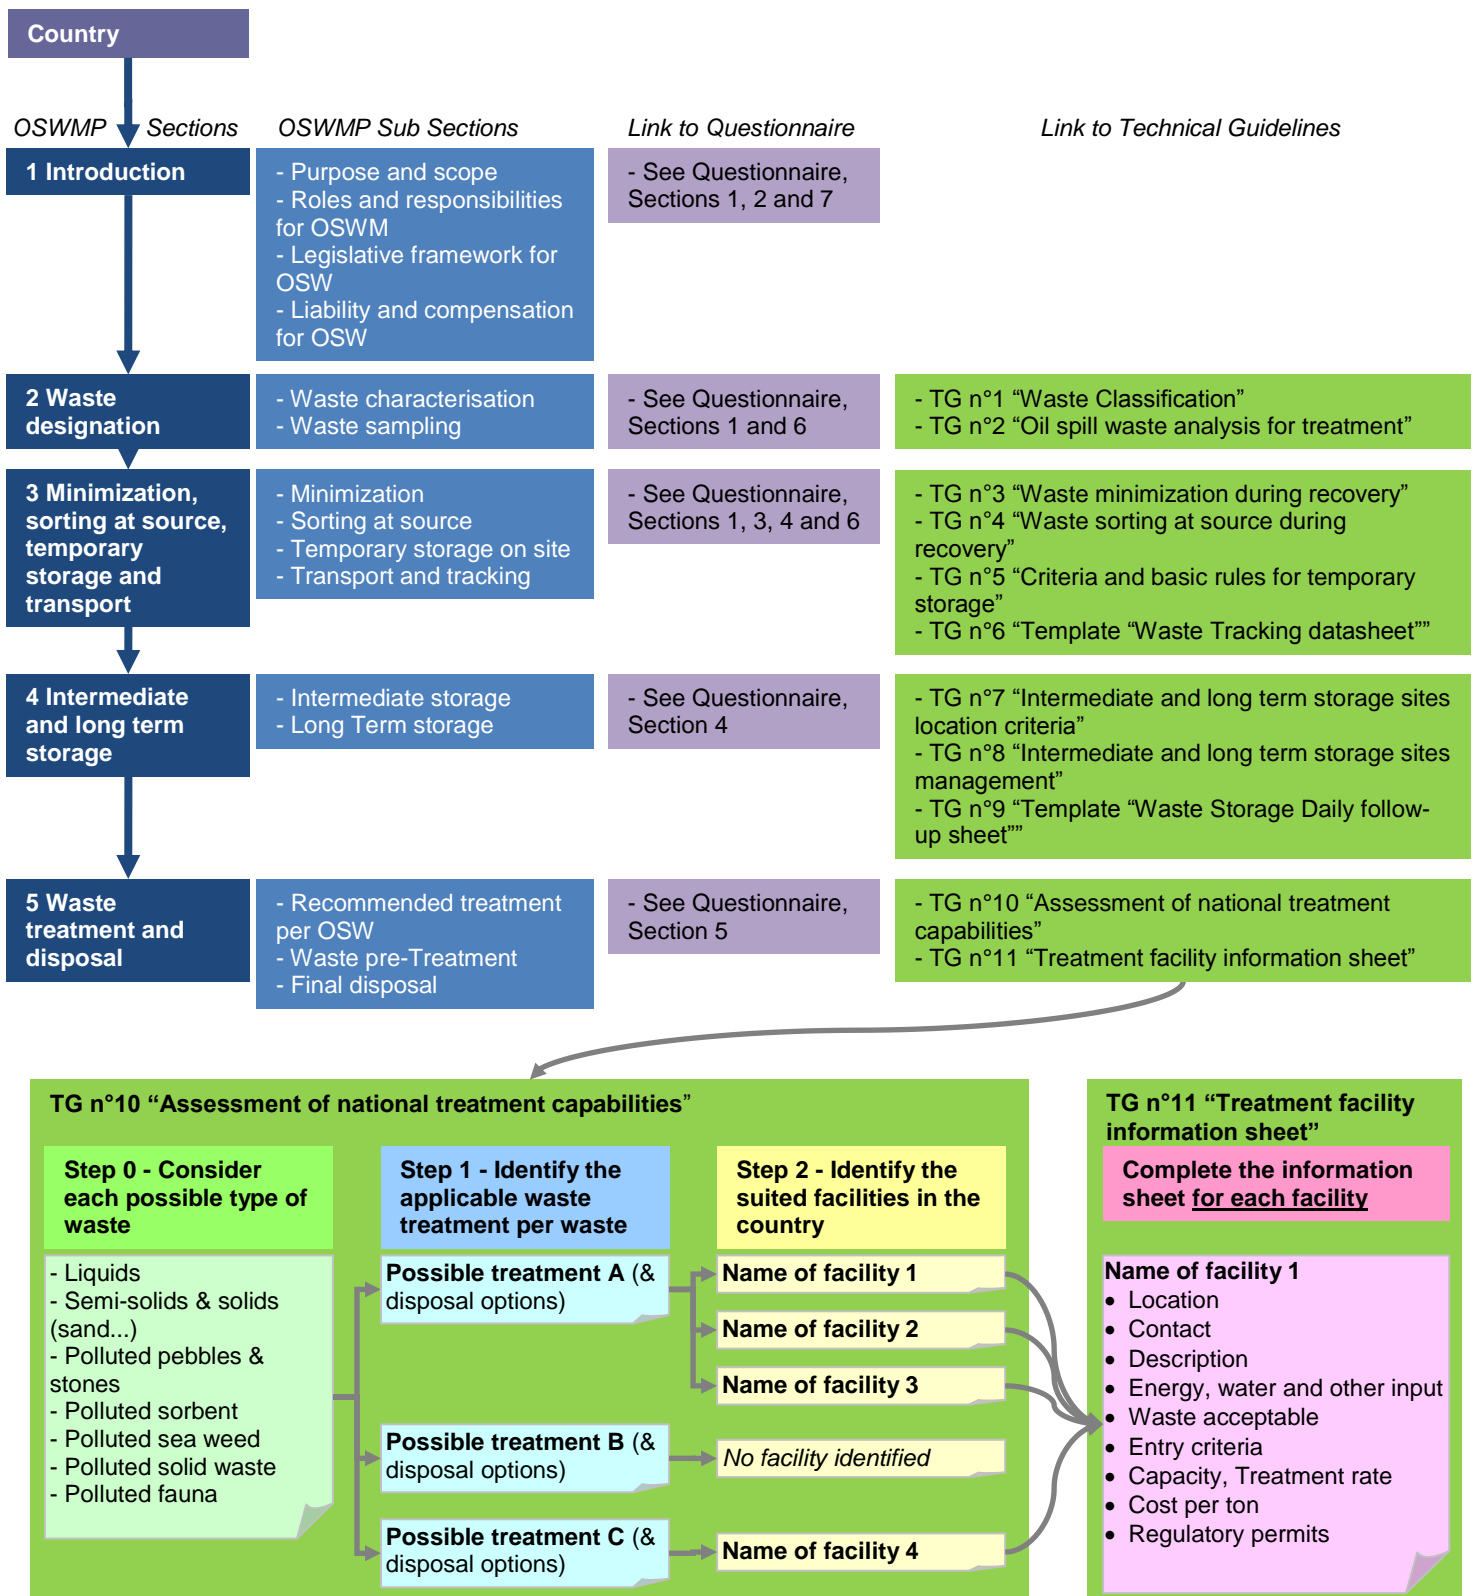 Country
OSWMP Sections
OSWMP Sub Sections
Link to Questionnaire
Link to Technical Guidelines
1 Introduction
- Purpose and scope
- Roles and responsibilities
for OSWM
- Legislative framework for
OSW
- Liability and compensation
for OSW
- See Questionnaire,
Sections 1, 2 and 7
2 Waste
designation
- Waste characterisation
- Waste sampling
- See Questionnaire,
Sections 1 and 6
- TG n°1 “Waste Classification”
- TG n°2 “Oil spill waste analysis for treatment”
3 Minimization,
sorting at source,
temporary
storage and
transport
- Minimization
- Sorting at source
- Temporary storage on site
- Transport and tracking
- See Questionnaire,
Sections 1, 3, 4 and 6
- TG n°3 “Waste minimization during recovery”
- TG n°4 “Waste sorting at source during
recovery”
- TG n°5 “Criteria and basic rules for temporary
storage”
- TG n°6 “Template “Waste Tracking datasheet””
4 Intermediate
and long term
storage
- Intermediate storage
- Long Term storage
- See Questionnaire,
Section 4
- TG n°7 “Intermediate and long term storage sites
location criteria”
- TG n°8 “Intermediate and long term storage sites
management”
- TG n°9 “Template “Waste Storage Daily follow-
up sheet””
5 Waste
treatment and
disposal
- Recommended treatment
per OSW
- Waste pre-Treatment
- Final disposal
- See Questionnaire,
Section 5
- TG n°10 “Assessment of national treatment
capabilities”
- TG n°11 “Treatment facility information sheet”
TG n°10 “Assessment of national treatment capabilities”
Step 0 - Consider
each possible type of
waste
- Liquids
- Semi-solids & solids
(sand...)
- Polluted pebbles &
stones
- Polluted sorbent
- Polluted sea weed
- Polluted solid waste
- Polluted fauna
Step 1 - Identify the
applicable waste
treatment per waste
Possible treatment A (&
disposal options)
Possible treatment B (&
disposal options)
Possible treatment C (&
disposal options)
Step 2 - Identify the
suited facilities in the
country
Name of facility 1
Name of facility 2
Name of facility 3
No facility identified
Name of facility 4
TG n°11 “Treatment facility
information sheet”
Complete the information
sheet for each facility
Name of facility 1
• Location
• Contact
• Description
• Energy, water and other input
• Waste acceptable
• Entry criteria
• Capacity, Treatment rate
• Cost per ton
• Regulatory permits